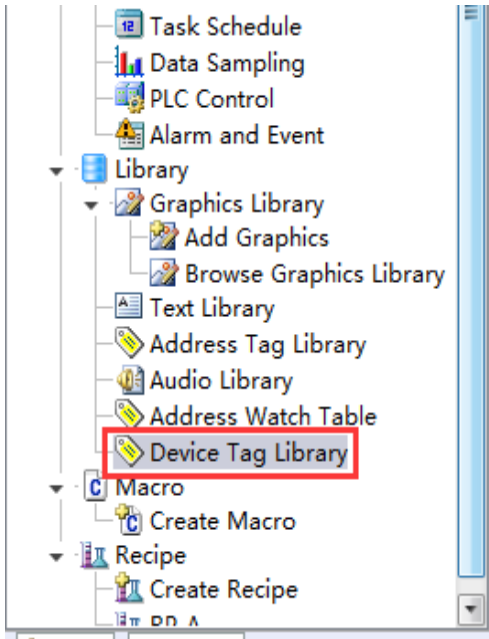 Task Schedule
Data Sampling
PLC Control
Alarm and Event
Library
Graphics Library
Add Graphics
Browse Graphics Library
Text Library
Address Tag Library
Audio Library
Address Watch Table
Device Tag Library
Macro
Create Macro
Recipe
Create Recipe